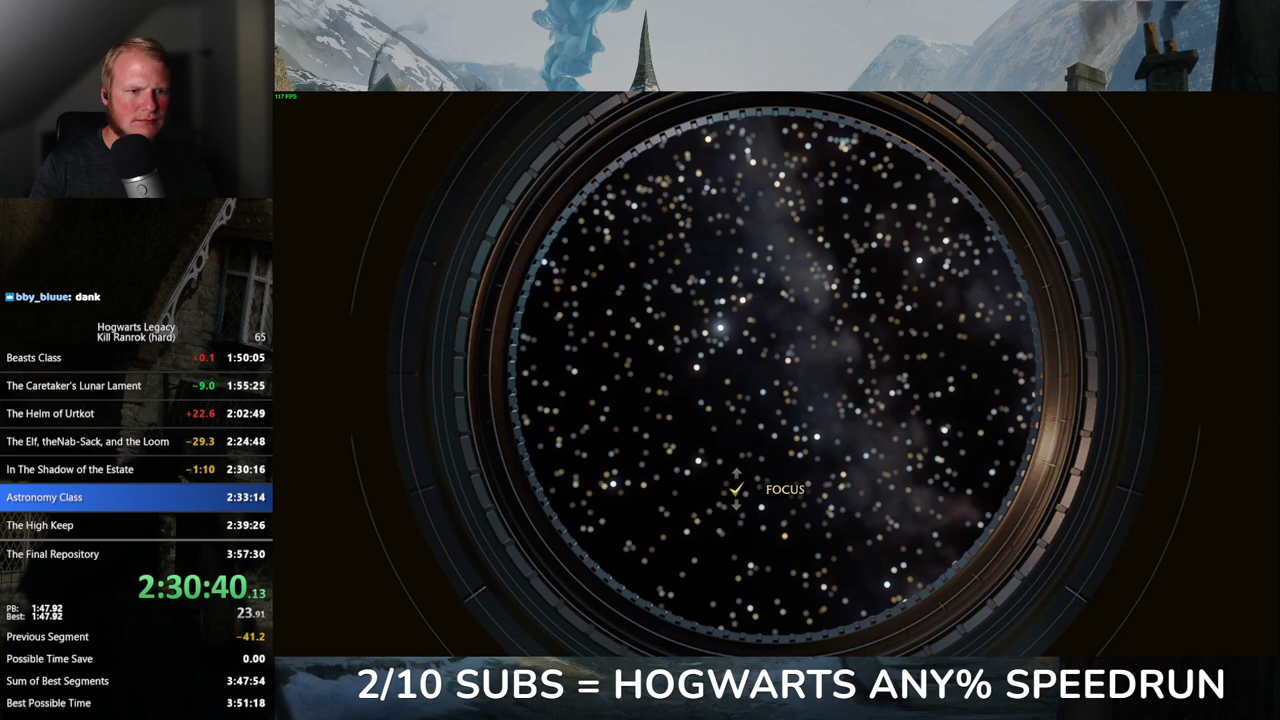 117 FPS
bby_bluue: dank
Hogwarts Legacy
Kill Ranrok (hard) 65
Beasts Class +0.1 1:50:05
The Caretaker's Lunar Lament −9.0 1:55:25
The Helm of Urtkot +22.6 2:02:49
The Elf, theNab-Sack, and the Loom −29.3 2:24:48
In The Shadow of the Estate −1:10 2:30:16
Astronomy Class 2:33:14
The High Keep 2:39:26
The Final Repository 3:57:30
2:30:40.13
PB: 1:47.92
Best: 1:47.92 23.91
Previous Segment −41.2
Possible Time Save 0.00
Sum of Best Segments 3:47:54
Best Possible Time 3:51:18
FOCUS
2/10 SUBS = HOGWARTS ANY% SPEEDRUN